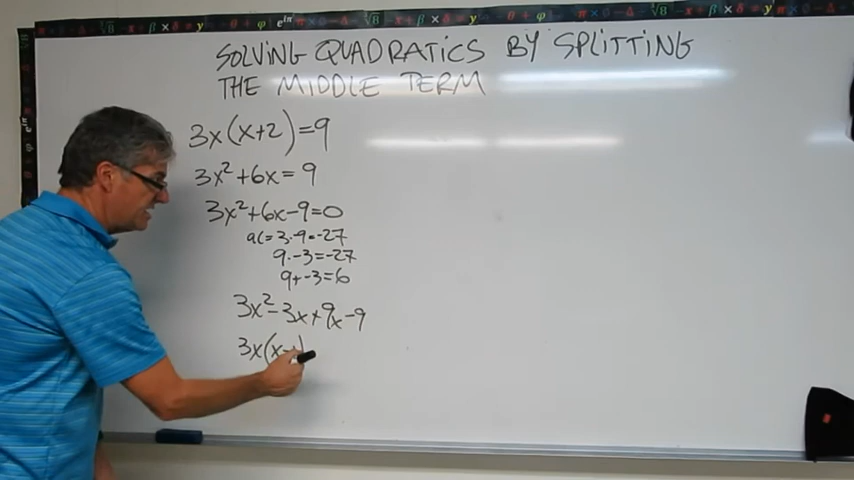 SOLVING QUADRATICS BY SPLITTING
THE MIDDLE TERM
3x(x+2)=9
3x²+6x=9
3x²+6x-9=0
ac=3·-9=-27
9·-3=-27
9+-3=6
3x²-3x+9x-9
3x(x-